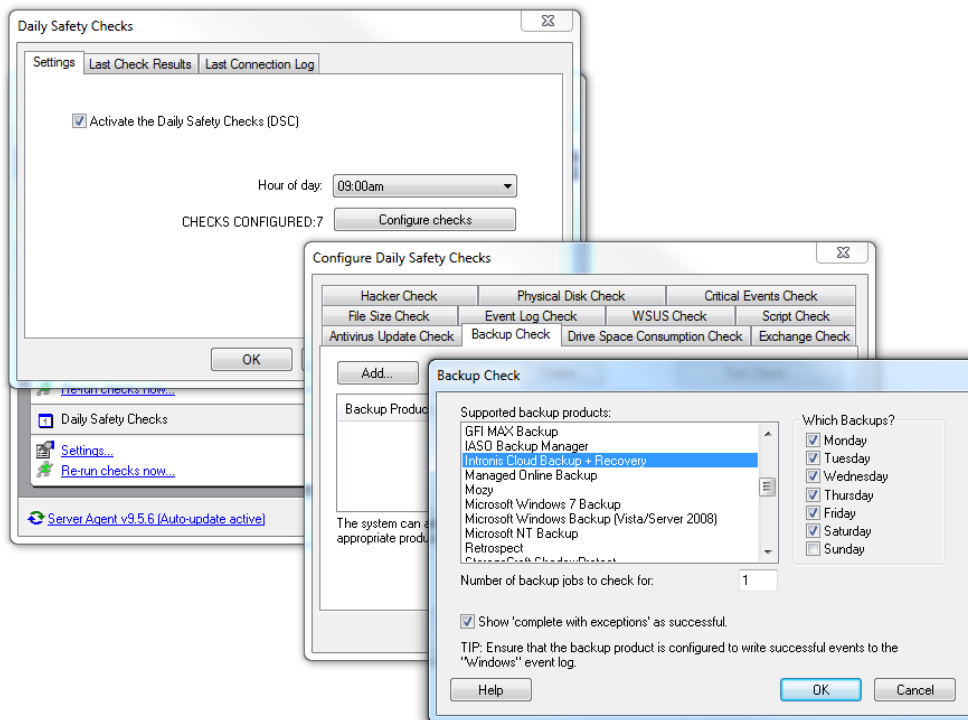 Daily Safety Checks
Settings
Last Check Results
Last Connection Log
Activate the Daily Safety Checks (DSC)
Hour of day:
09:00am
CHECKS CONFIGURED:7
Configure checks
OK
Re-run checks now...
Daily Safety Checks
Settings...
Re-run checks now...
Server Agent v9.5.6 (Auto-update active)
Configure Daily Safety Checks
Hacker Check
Physical Disk Check
Critical Events Check
File Size Check
Event Log Check
WSUS Check
Script Check
Antivirus Update Check
Backup Check
Drive Space Consumption Check
Exchange Check
Add...
Backup Produc
The system can a
appropriate produ
Backup Check
Supported backup products:
GFI MAX Backup
IASO Backup Manager
Intronis Cloud Backup + Recovery
Managed Online Backup
Mozy
Microsoft Windows 7 Backup
Microsoft Windows Backup (Vista/Server 2008)
Microsoft NT Backup
Retrospect
StorageCraft ShadowProtect
Which Backups?
Monday
Tuesday
Wednesday
Thursday
Friday
Saturday
Sunday
Number of backup jobs to check for:
1
Show 'complete with exceptions' as successful.
TIP: Ensure that the backup product is configured to write successful events to the
"Windows" event log.
Help
OK
Cancel